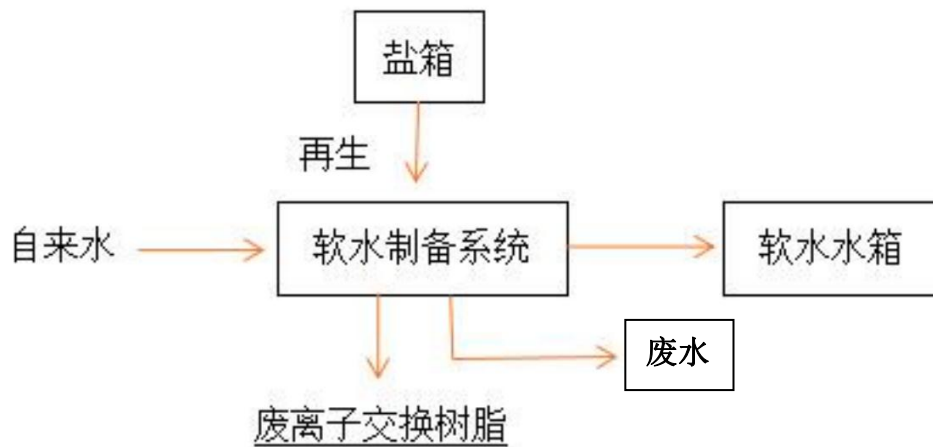 盐箱
再生
自来水
软水制备系统
软水水箱
废水
废离子交换树脂